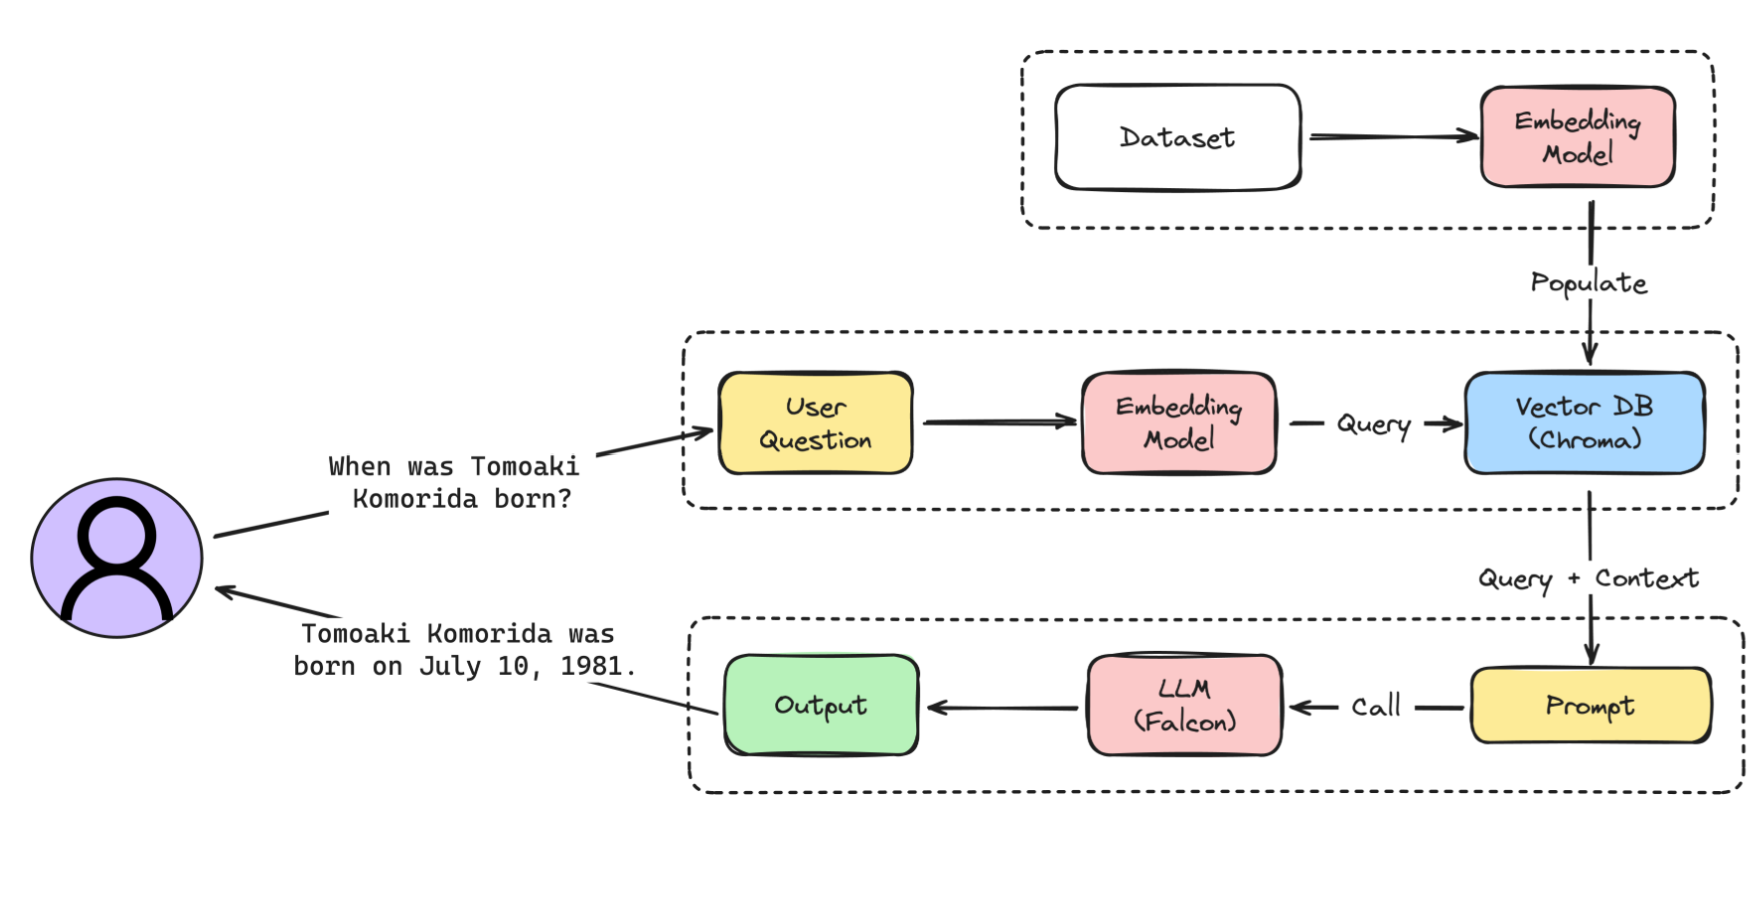 Dataset
Embedding
Model
Populate
User
Question
Embedding
Model
Query
Vector DB
(Chroma)
When was Tomoaki
Komorida born?
Query + Context
Tomoaki Komorida was
born on July 10, 1981.
Output
LLM
(Falcon)
Call
Prompt